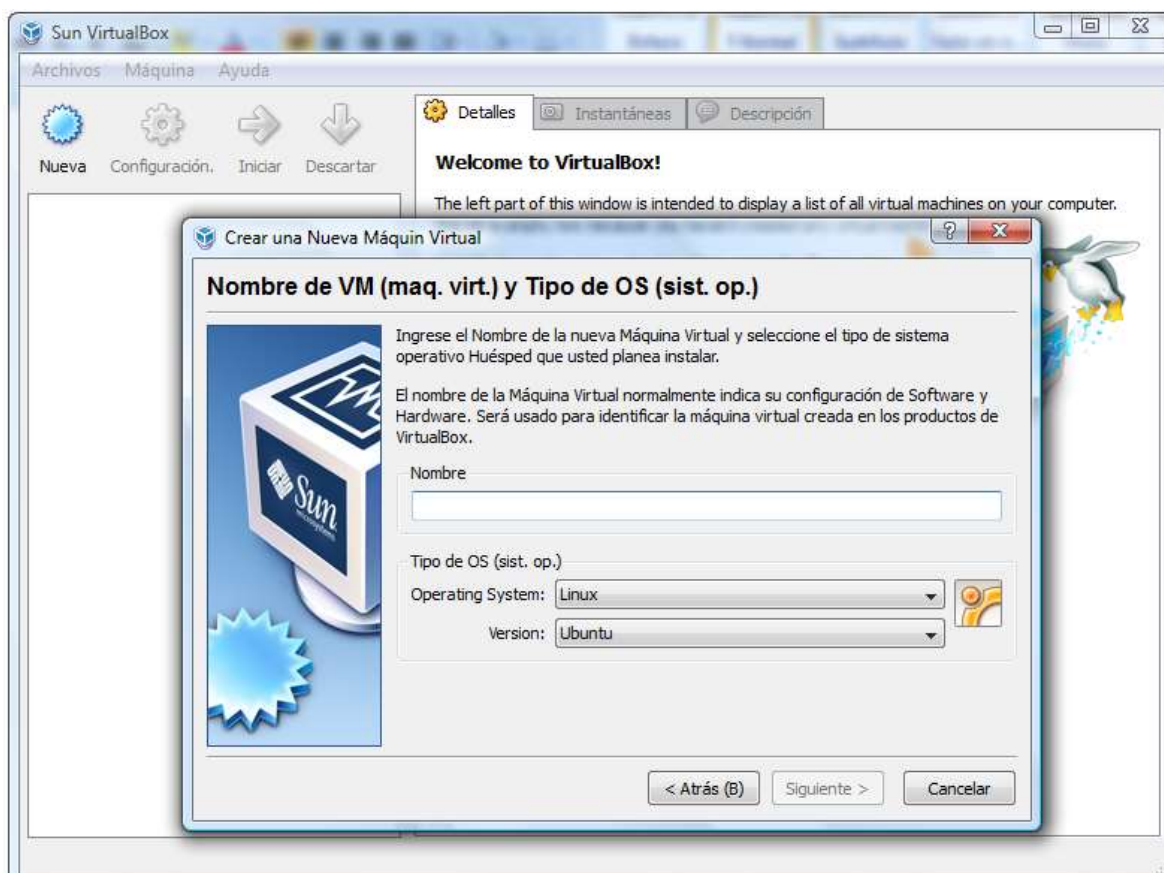 Sun VirtualBox
Archivos Máquina Ayuda
Nueva Configuración. Iniciar Descartar
Detalles Instantáneas Descripción
Welcome to VirtualBox!
The left part of this window is intended to display a list of all virtual machines on your computer.
Crear una Nueva Máquin Virtual
Nombre de VM (maq. virt.) y Tipo de OS (sist. op.)
Ingrese el Nombre de la nueva Máquina Virtual y seleccione el tipo de sistema
operativo Huésped que usted planea instalar.
El nombre de la Máquina Virtual normalmente indica su configuración de Software y
Hardware. Será usado para identificar la máquina virtual creada en los productos de
VirtualBox.
Sun
microsystems
Nombre
Tipo de OS (sist. op.)
Operating System: Linux
Version: Ubuntu
< Atrás (B) Siguiente > Cancelar